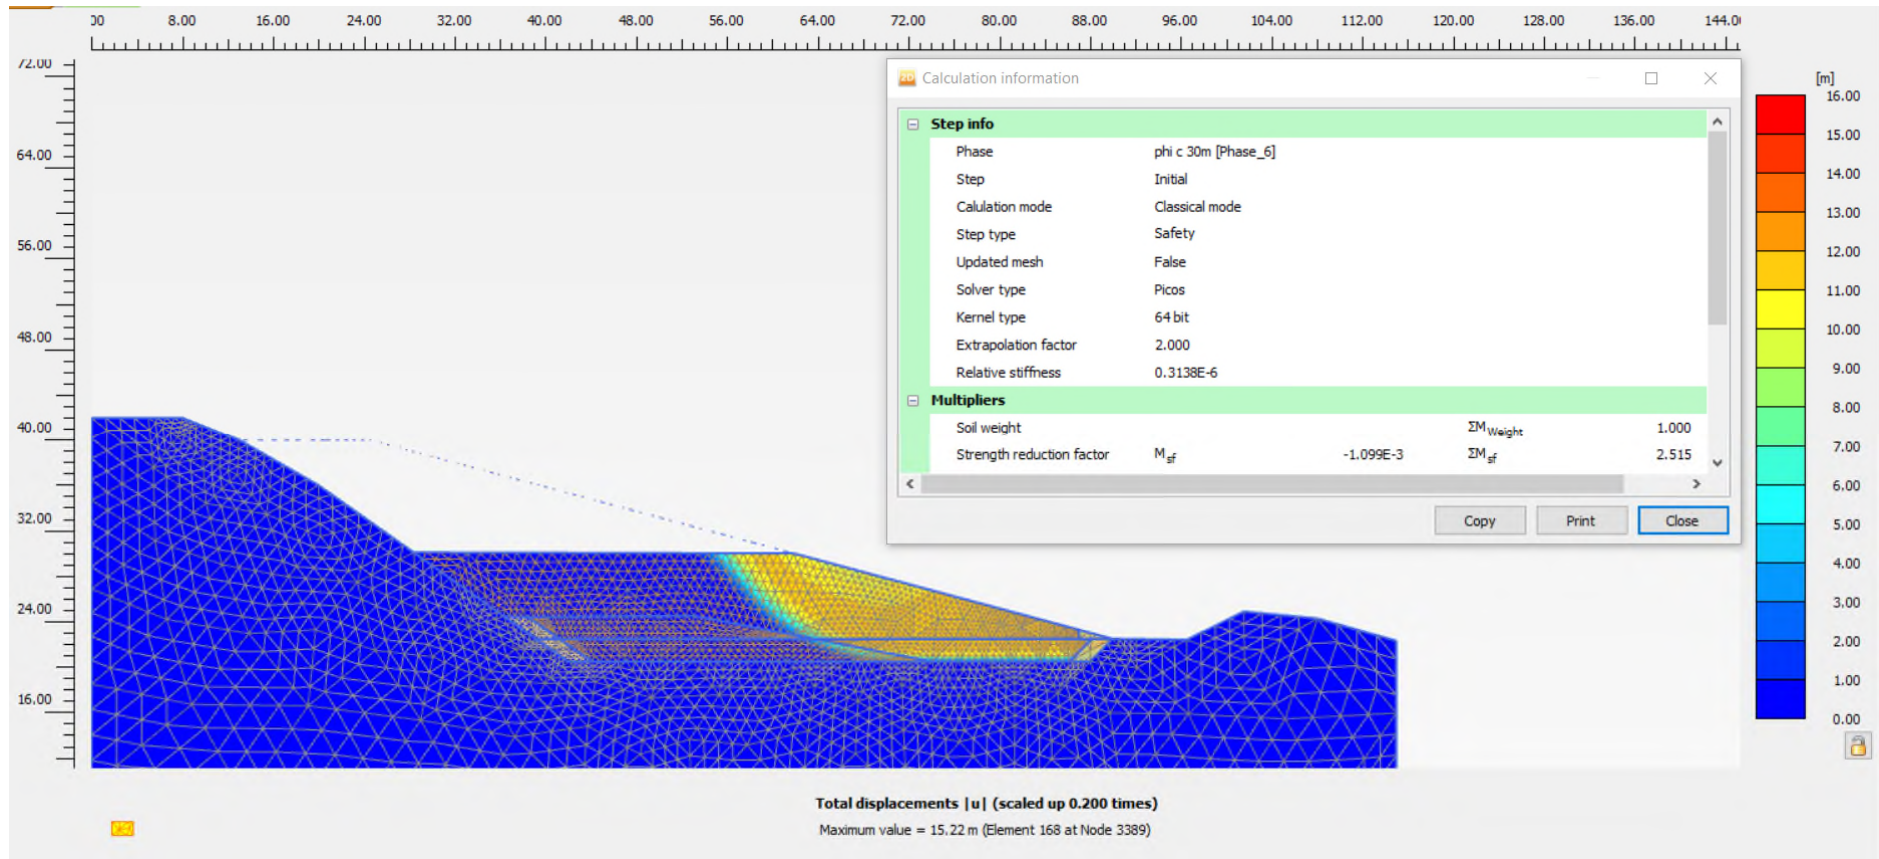 00 8.00 16.00 24.00 32.00 40.00 48.00 56.00 64.00 72.00 80.00 88.00 96.00 104.00 112.00 120.00 128.00 136.00 144.0
72.00
Calculation information
[m]
16.00
Step info
15.00
Phase phi c 30m [Phase_6]
64.00
Step Initial
14.00
Calulation mode Classical mode
13.00
Step type Safety
56.00
12.00
Updated mesh False
Solver type Picos
11.00
Kernel type 64 bit
10.00
48.00
Extrapolation factor 2.000
9.00
Relative stiffness 0.3138E-6
Multipliers
8.00
40.00
Soil weight ΣM Weight 1.000
7.00
Strength reduction factor M sf -1.099E-3 ΣM sf 2.515
6.00
32.00
Copy Print Close
5.00
4.00
24.00
3.00
2.00
1.00
16.00
0.00
Total displacements |u| (scaled up 0.200 times)
Maximum value = 15.22 m (Element 168 at Node 3389)